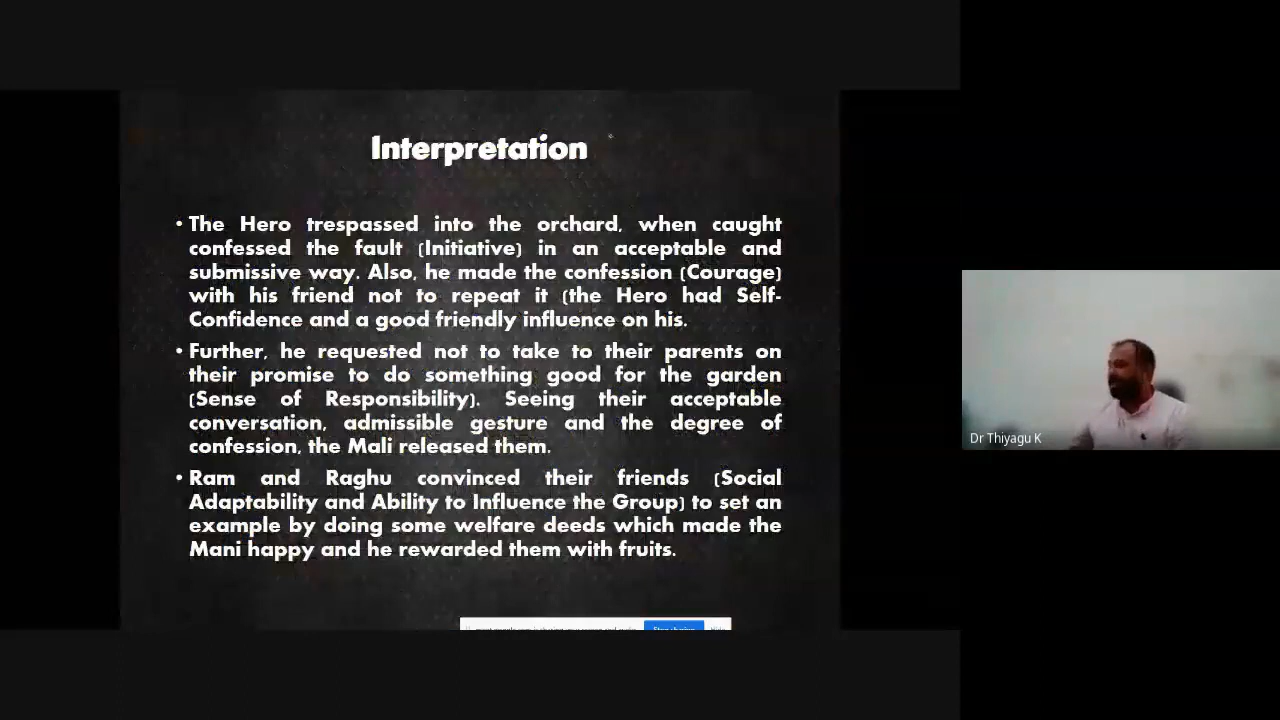 Interpretation
• The Hero trespassed into the orchard, when caught
confessed the fault (Initiative) in an acceptable and
submissive way. Also, he made the confession (Courage)
with his friend not to repeat it (the Hero had Self-
Confidence and a good friendly influence on his.
• Further, he requested not to take to their parents on
their promise to do something good for the garden
(Sense of Responsibility). Seeing their acceptable
conversation, admissible gesture and the degree of
confession, the Mali released them.
• Ram and Raghu convinced their friends (Social
Adaptability and Ability to Influence the Group) to set an
example by doing some welfare deeds which made the
Mani happy and he rewarded them with fruits.
Dr Thiyagu K